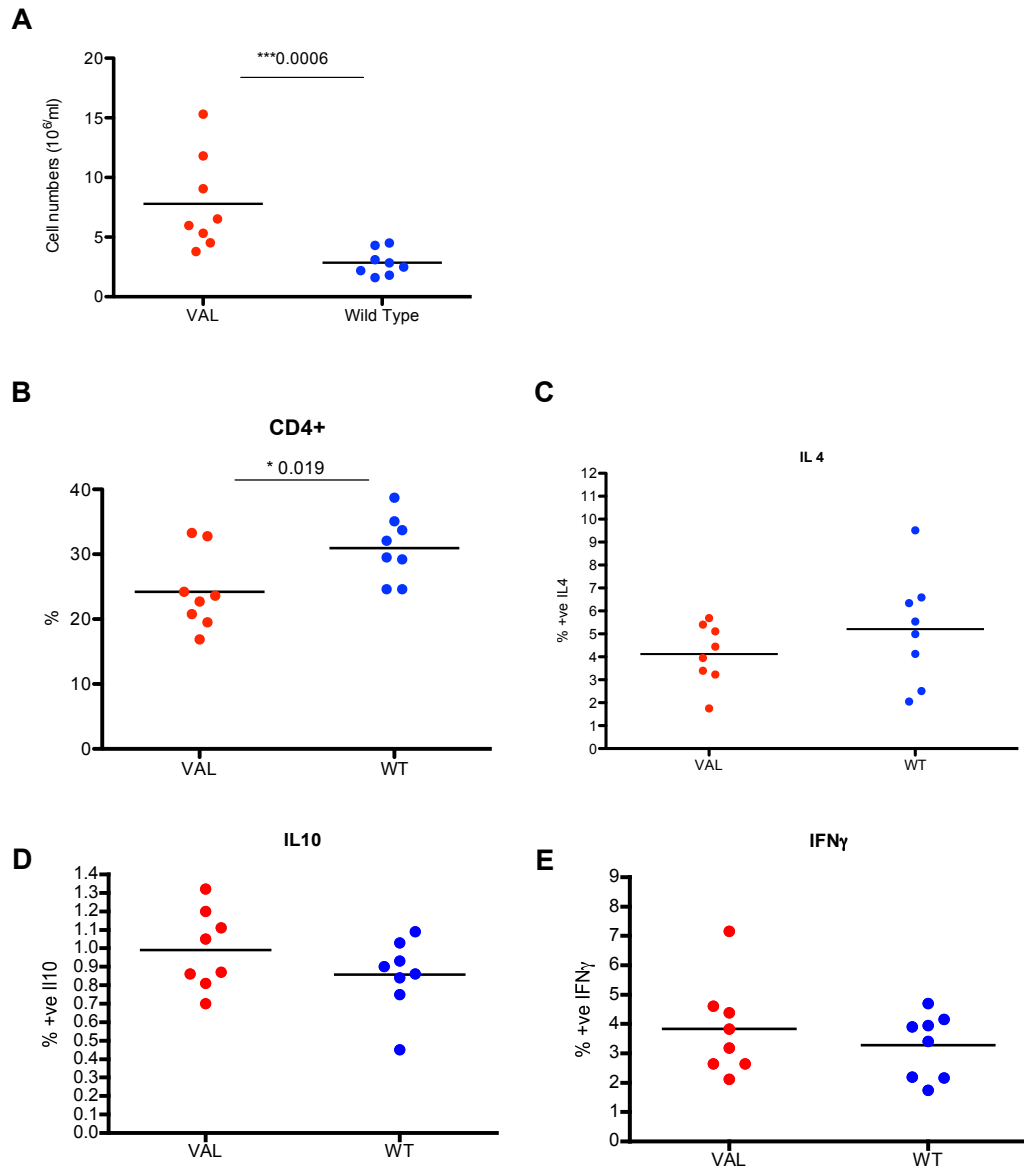 A
***0.0006
20
15
10
5
0
Cell numbers (10⁶/ml)
VAL Wild Type
B
CD4+
* 0.019
40
30
20
10
0
%
VAL WT
C
IL 4
12
11
10
9
8
7
6
5
4
3
2
1
0
% +ve IL4
VAL WT
D
IL10
1.4
1.3
1.2
1.1
1.0
0.9
0.8
0.7
0.6
0.5
0.4
0.3
0.2
0.1
0.0
% +ve Il10
VAL WT
E
IFNγ
9
8
7
6
5
4
3
2
1
0
% +ve IFNγ
VAL WT